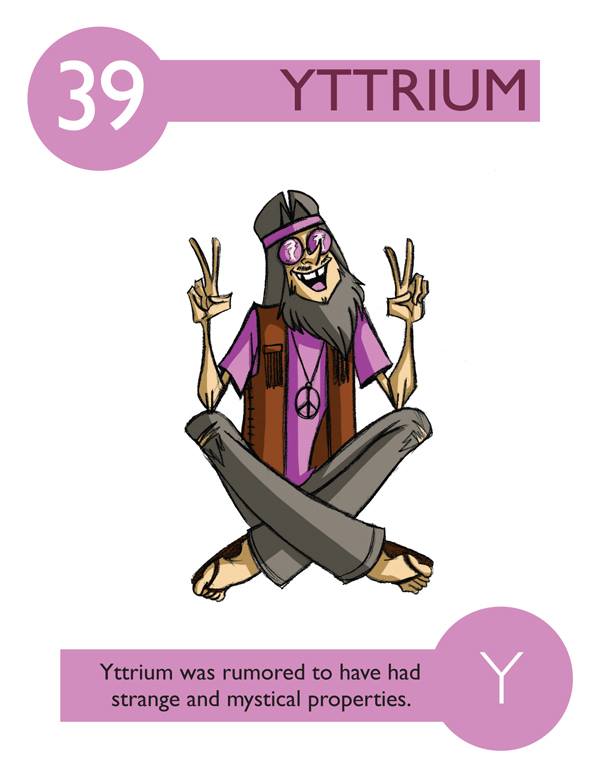 39
YTTRIUM
Yttrium was rumored to have had
strange and mystical properties.
Y